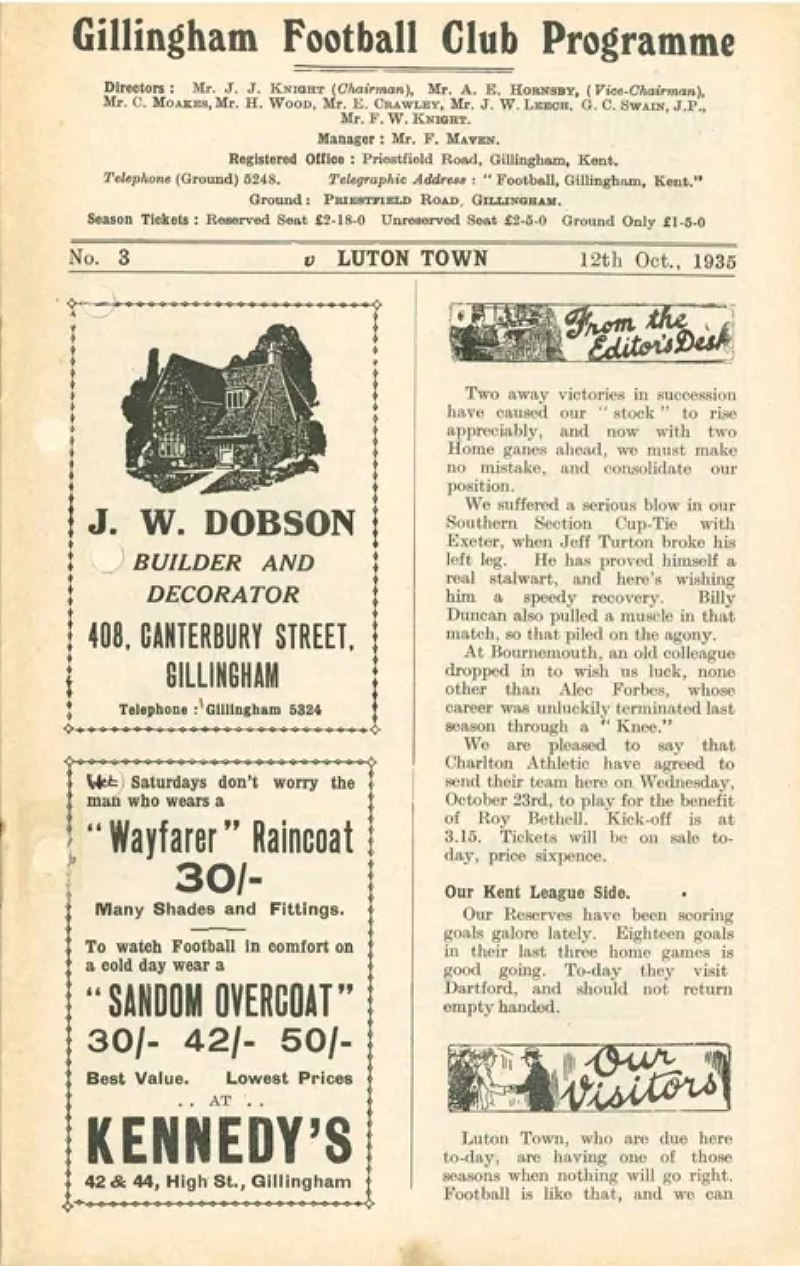 Gillingham Football Club Programme
Directors : Mr. J. J. Knight (Chairman), Mr. A. E. Hornsby, (Vice-Chairman),
Mr. C. Moakes, Mr. H. Wood, Mr. E. Crawley, Mr. J. W. Leech, G. C. Swain, J.P.,
Mr. F. W. Knight.
Manager : Mr. F. Maven.
Registered Office : Priestfield Road, Gillingham, Kent.
Telephone (Ground) 5248. Telegraphic Address : "Football, Gillingham, Kent."
Ground : Priestfield Road, Gillingham.
Season Tickets : Reserved Seat £2-18-0 Unreserved Seat £2-5-0 Ground Only £1-5-0
No. 3 v LUTON TOWN 12th Oct., 1935
J. W. DOBSON
BUILDER AND
DECORATOR
408, CANTERBURY STREET,
GILLINGHAM
Telephone : Gillingham 5324
Wet Saturdays don't worry the
man who wears a
"Wayfarer" Raincoat
30/-
Many Shades and Fittings.
To watch Football in comfort on
a cold day wear a
"SANDOM OVERCOAT"
30/- 42/- 50/-
Best Value. Lowest Prices
.. AT ..
KENNEDY'S
42 & 44, High St., Gillingham
From the
Editor's Desk
Two away victories in succession
have caused our "stock" to rise
appreciably, and now with two
Home ganes ahead, we must make
no mistake, and consolidate our
position.
We suffered a serious blow in our
Southern Section Cup-Tie with
Exeter, when Jeff Turton broke his
left leg. He has proved himself a
real stalwart, and here's wishing
him a speedy recovery. Billy
Duncan also pulled a muscle in that
match, so that piled on the agony.
At Bournemouth, an old colleague
dropped in to wish us luck, none
other than Alec Forbes, whose
career was unluckily terminated last
season through a "Knee."
We are pleased to say that
Charlton Athletic have agreed to
send their team here on Wednesday,
October 23rd, to play for the benefit
of Roy Bethell. Kick-off is at
3.15. Tickets will be on sale to-
day, price sixpence.
Our Kent League Side.
Our Reserves have been scoring
goals galore lately. Eighteen goals
in their last three home games is
good going. To-day they visit
Dartford, and should not return
empty handed.
Our
Visitors
Luton Town, who are due here
to-day, are having one of those
seasons when nothing will go right.
Football is like that, and we can